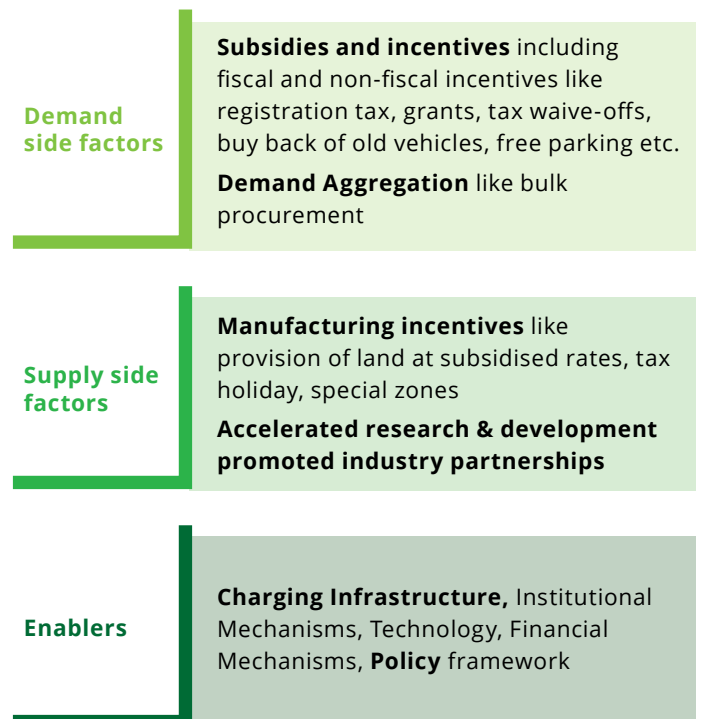 Demand
side factors
Subsidies and incentives including
fiscal and non-fiscal incentives like
registration tax, grants, tax waive-offs,
buy back of old vehicles, free parking etc.
Demand Aggregation like bulk
procurement
Supply side
factors
Manufacturing incentives like
provision of land at subsidised rates, tax
holiday, special zones
Accelerated research & development
promoted industry partnerships
Enablers
Charging Infrastructure, Institutional
Mechanisms, Technology, Financial
Mechanisms, Policy framework